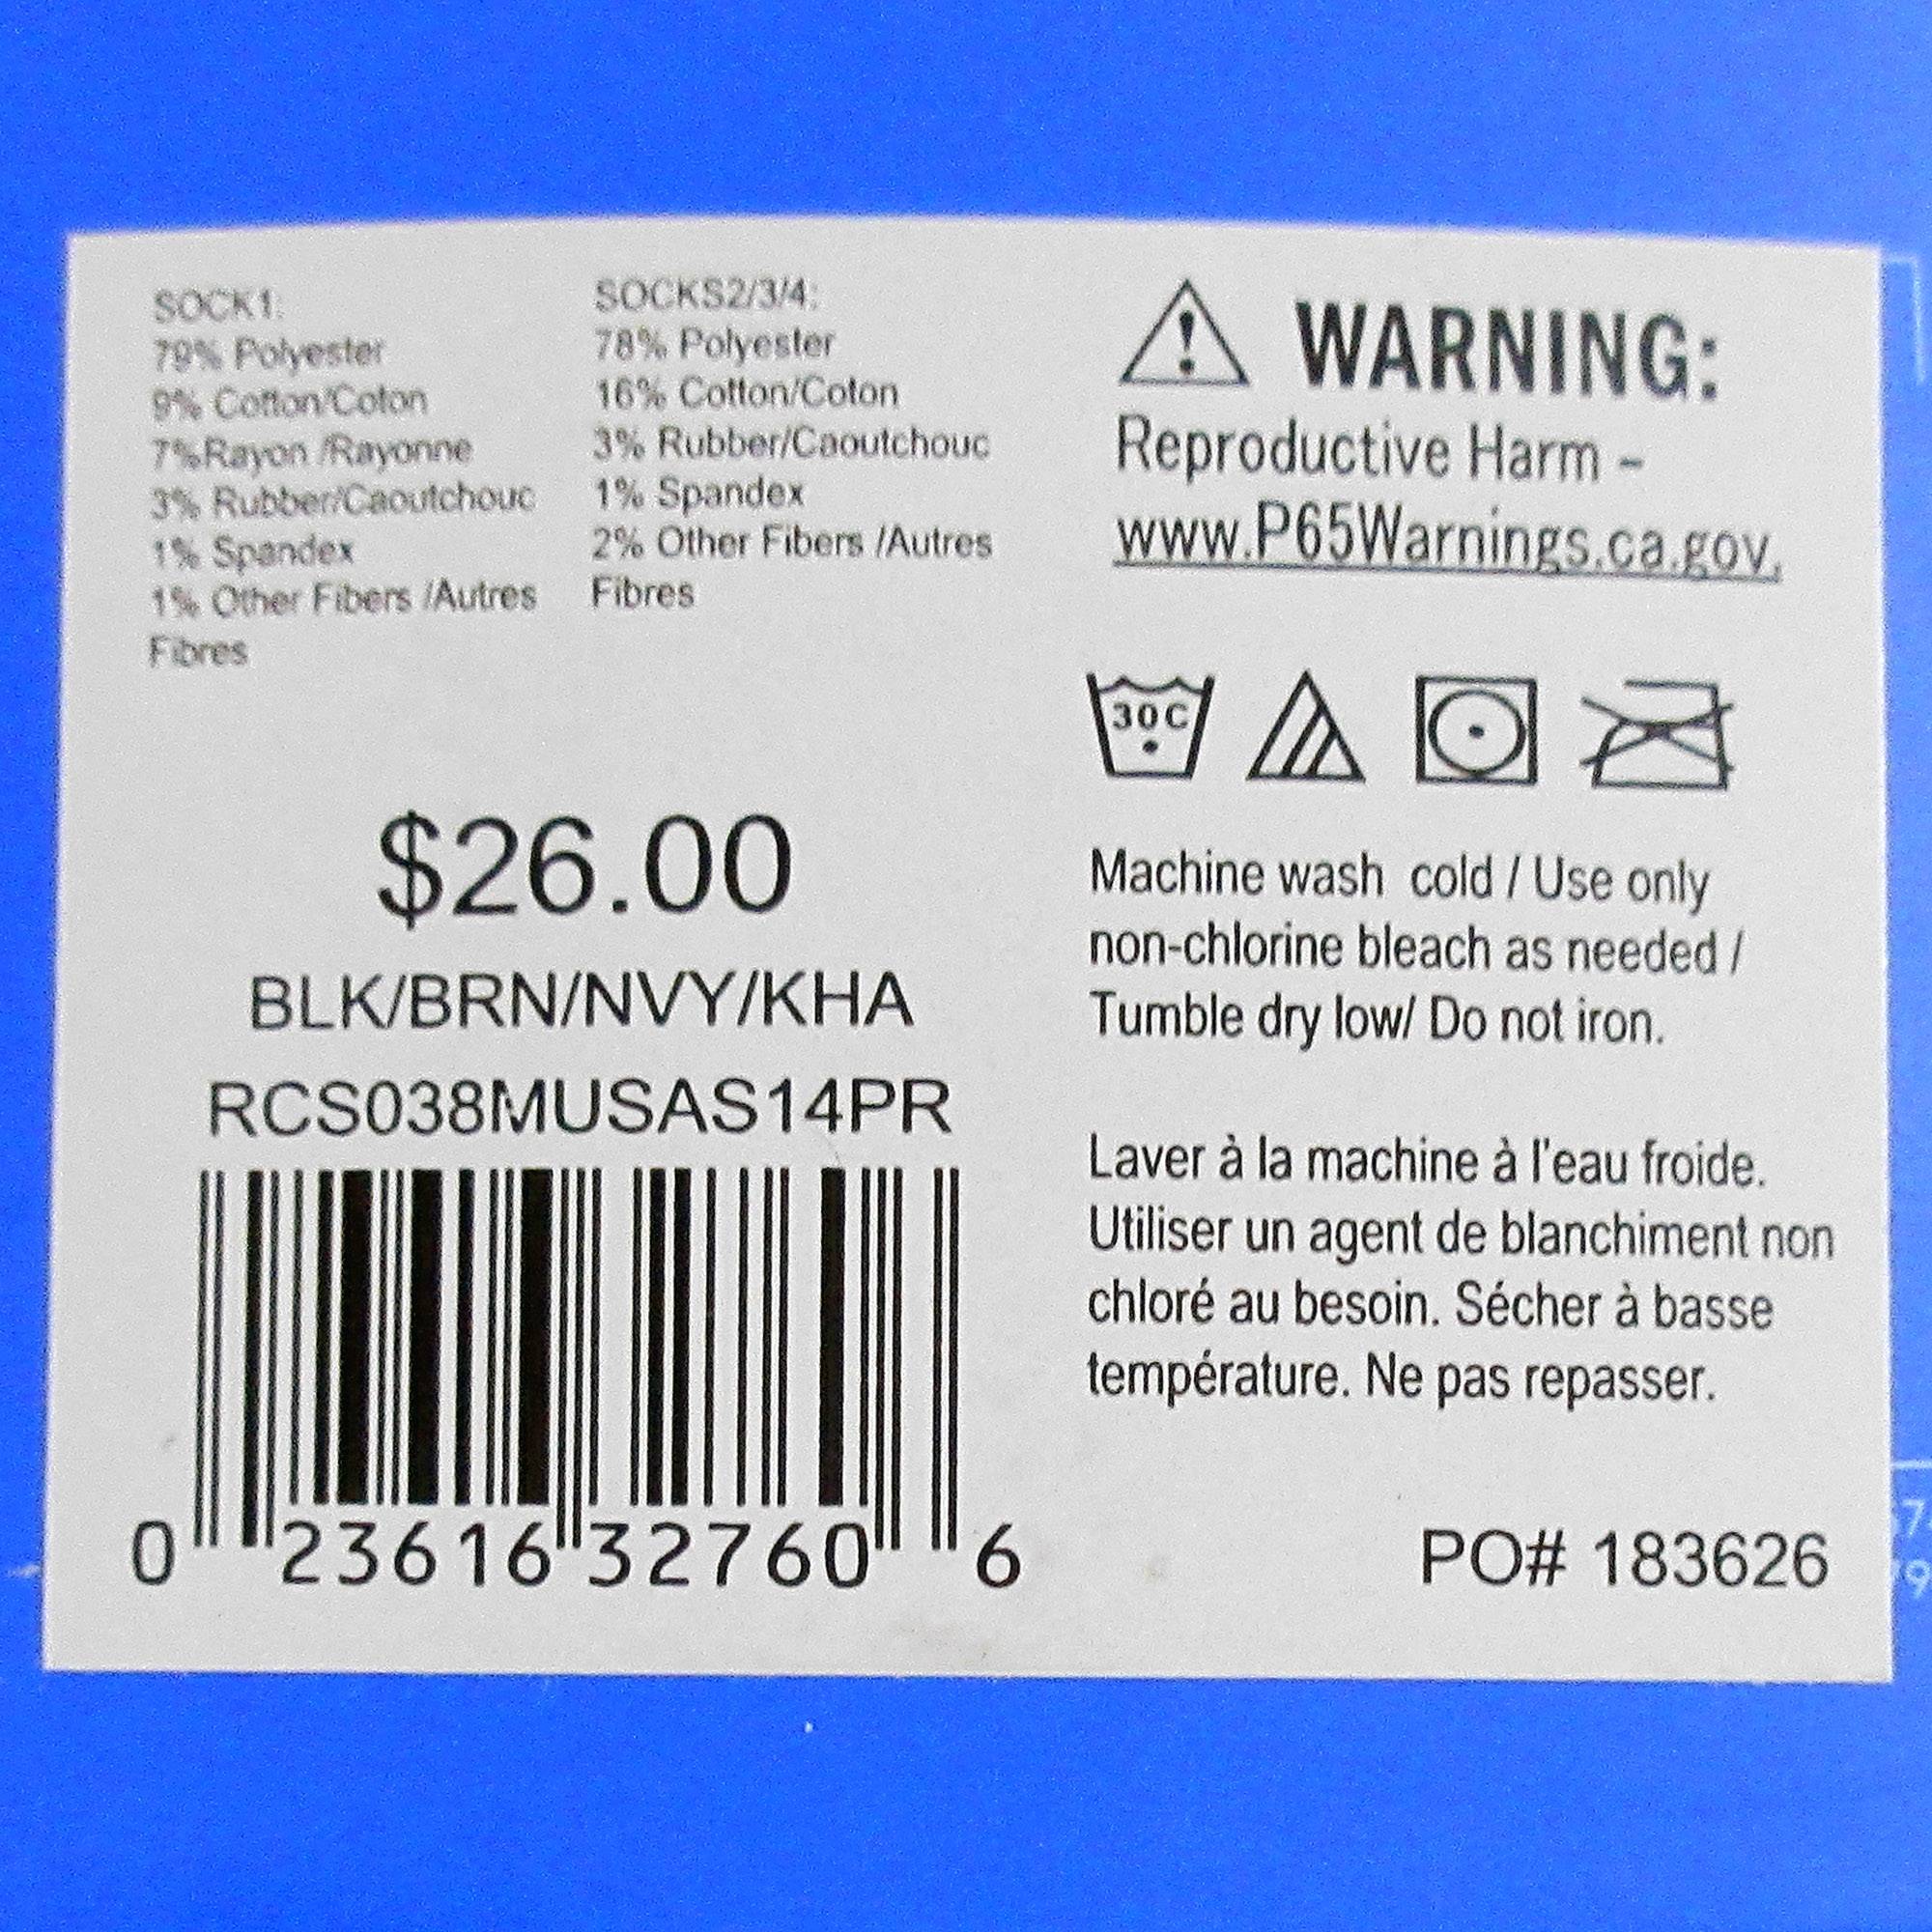 SOCK1:
79% Polyester
9% Cotton/Coton
7%Rayon /Rayonne
3% Rubber/Caoutchouc
1% Spandex
1% Other Fibers /Autres
Fibres
SOCKS2/3/4:
78% Polyester
16% Cotton/Coton
3% Rubber/Caoutchouc
1% Spandex
2% Other Fibers /Autres
Fibres
$26.00
BLK/BRN/NVY/KHA
RCS038MUSAS14PR
0 23616 32760 6
WARNING:
Reproductive Harm –
www.P65Warnings.ca.gov.
30C
Machine wash cold / Use only
non-chlorine bleach as needed /
Tumble dry low/ Do not iron.
Laver à la machine à l'eau froide.
Utiliser un agent de blanchiment non
chloré au besoin. Sécher à basse
température. Ne pas repasser.
PO# 183626